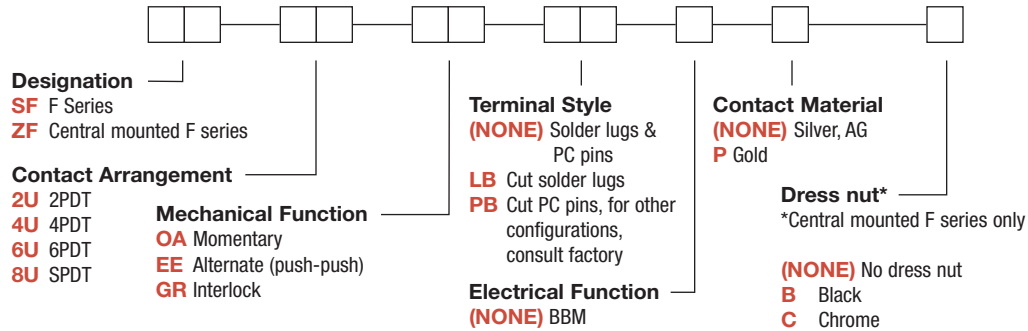 Designation
SF F Series
ZF Central mounted F series
Contact Arrangement
2U 2PDT
4U 4PDT
6U 6PDT
8U SPDT
Mechanical Function
OA Momentary
EE Alternate (push-push)
GR Interlock
Terminal Style
(NONE) Solder lugs &
PC pins
LB Cut solder lugs
PB Cut PC pins, for other
configurations,
consult factory
Electrical Function
(NONE) BBM
Contact Material
(NONE) Silver, AG
P Gold
Dress nut*
*Central mounted F series only
(NONE) No dress nut
B Black
C Chrome